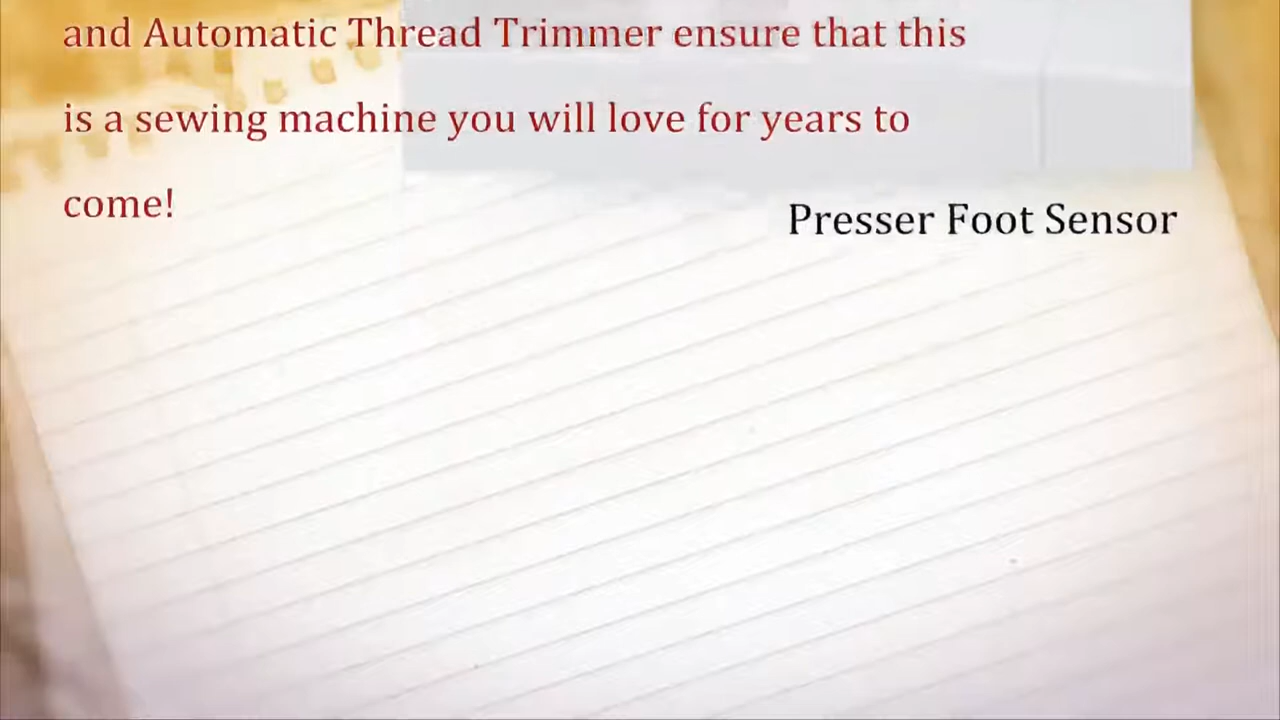 and Automatic Thread Trimmer ensure that this
is a sewing machine you will love for years to
come!
Presser Foot Sensor